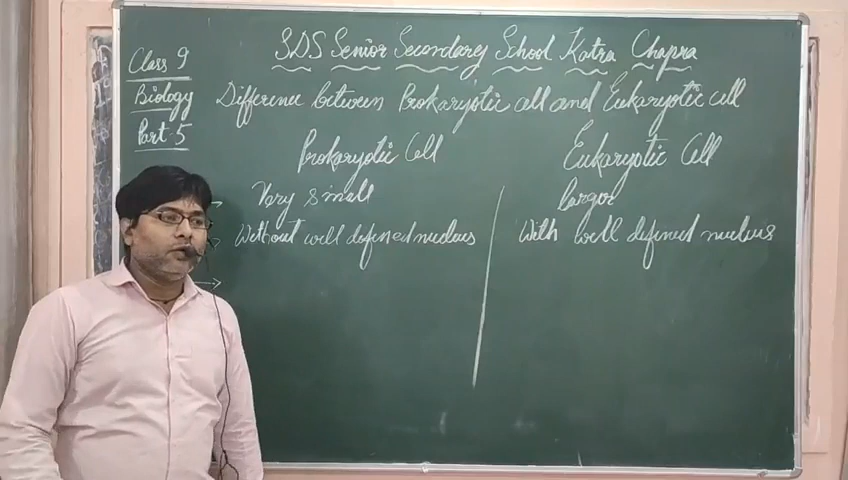 SDS Senior Secondary School Katra Chapra
Class 9
Biology
Part-5
Difference between Prokaryotic cell and Eukaryotic cell
Prokaryotic Cell
Eukaryotic Cell
Very small
Larger
Without well defined nucleus
With well defined nucleus